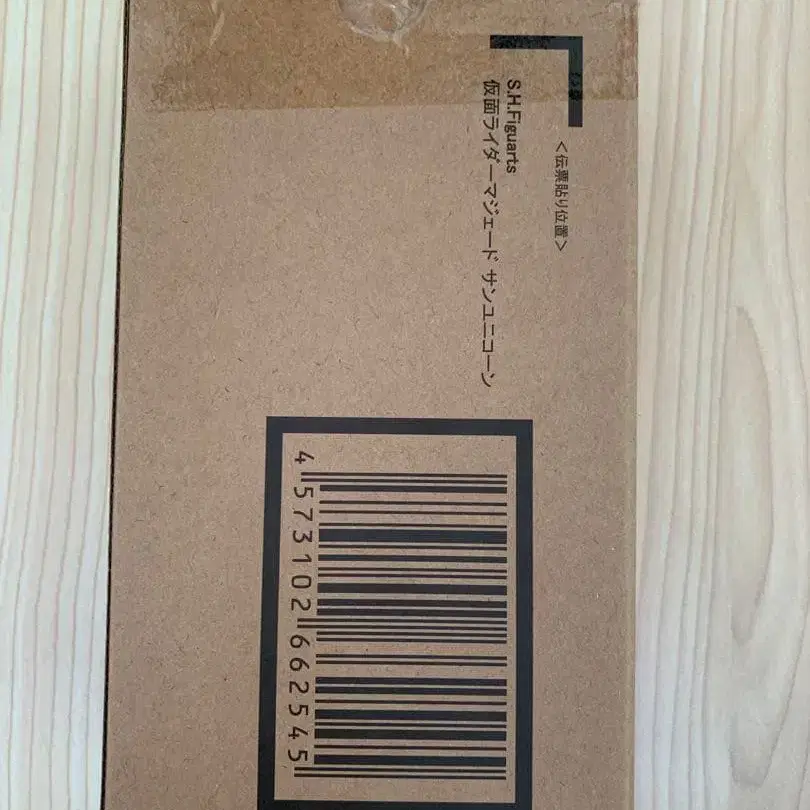 <伝票貼り位置>
S.H.Figuarts
仮面ライダーマジェード サンユニコーン
4 573102 662545